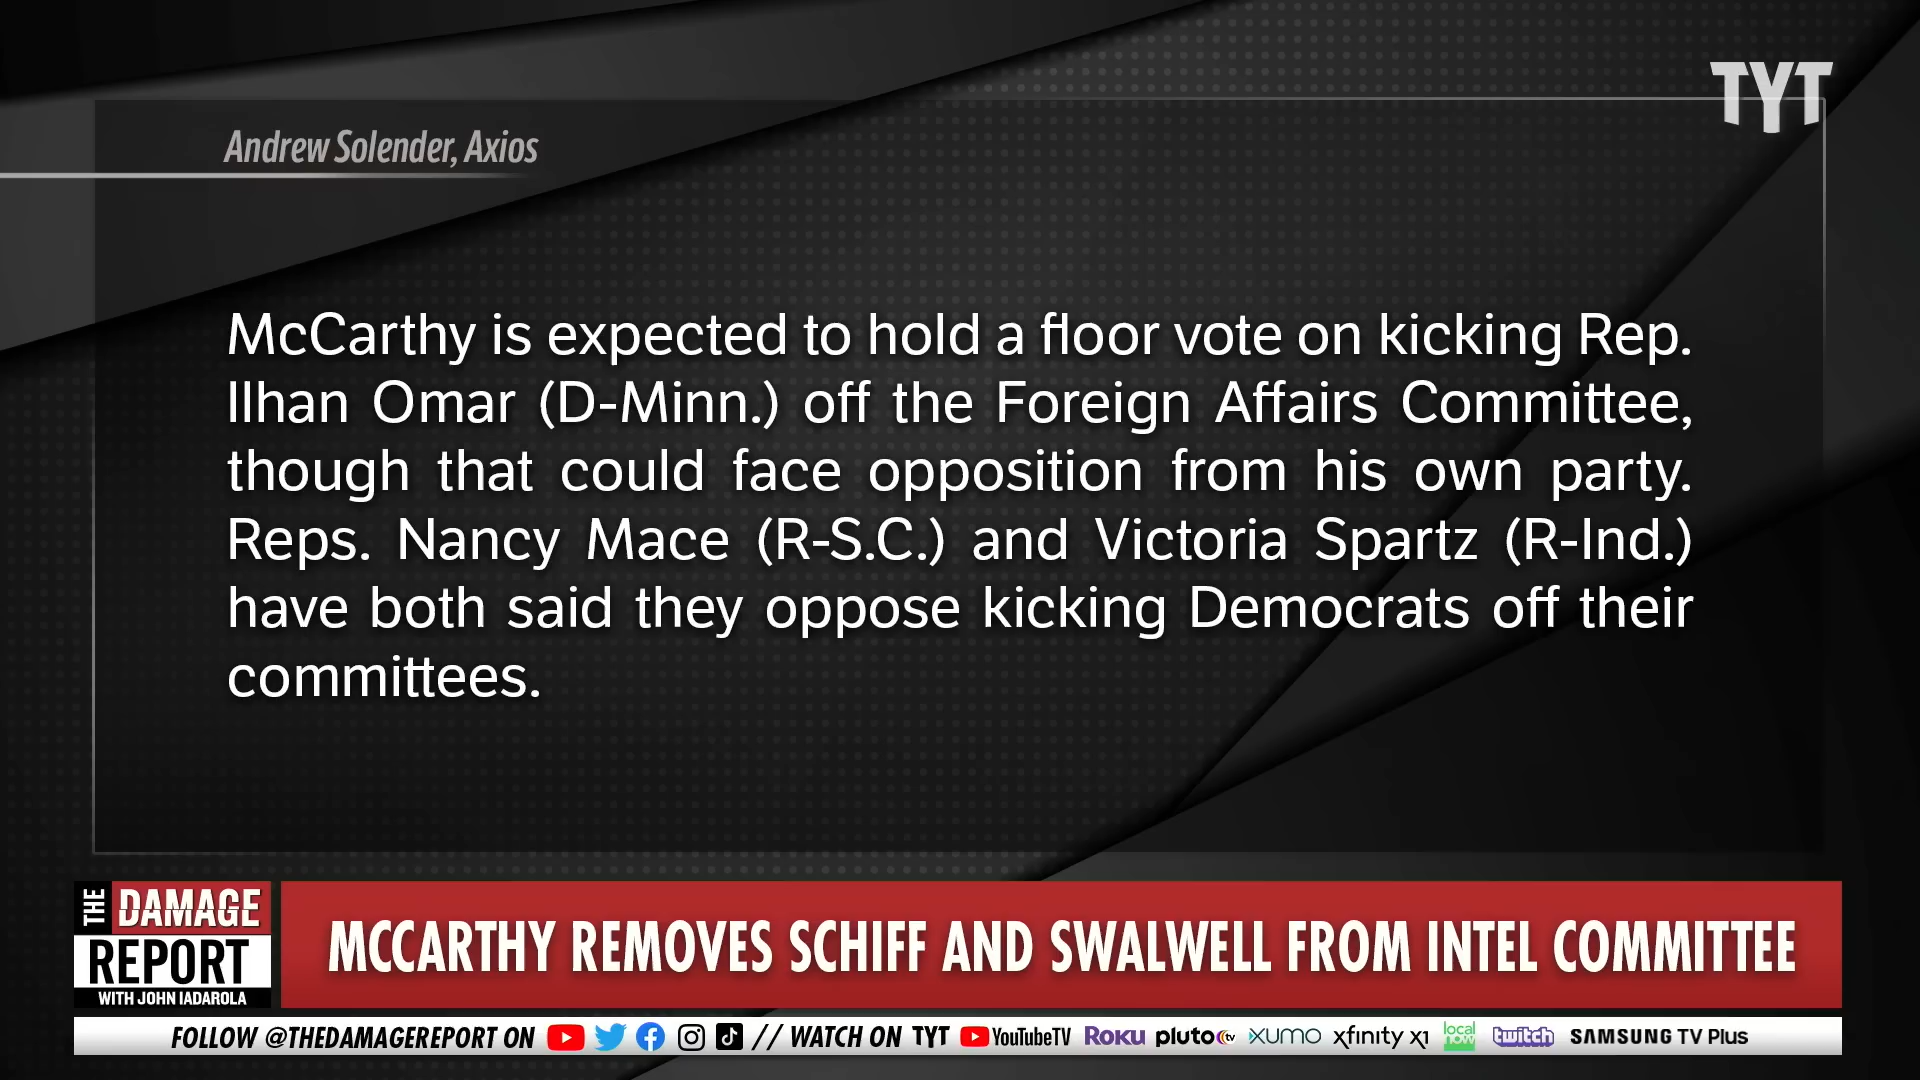 TYT
Andrew Solender, Axios
McCarthy is expected to hold a floor vote on kicking Rep.
Ilhan Omar (D-Minn.) off the Foreign Affairs Committee,
though that could face opposition from his own party.
Reps. Nancy Mace (R-S.C.) and Victoria Spartz (R-Ind.)
have both said they oppose kicking Democrats off their
committees.
THE DAMAGE
REPORT
WITH JOHN IADAROLA
MCCARTHY REMOVES SCHIFF AND SWALWELL FROM INTEL COMMITTEE
FOLLOW @THEDAMAGEREPORT ON // WATCH ON TYT YouTubeTV ROKU pluto tv XUMO xfinity x1 local now twitch SAMSUNG TV Plus